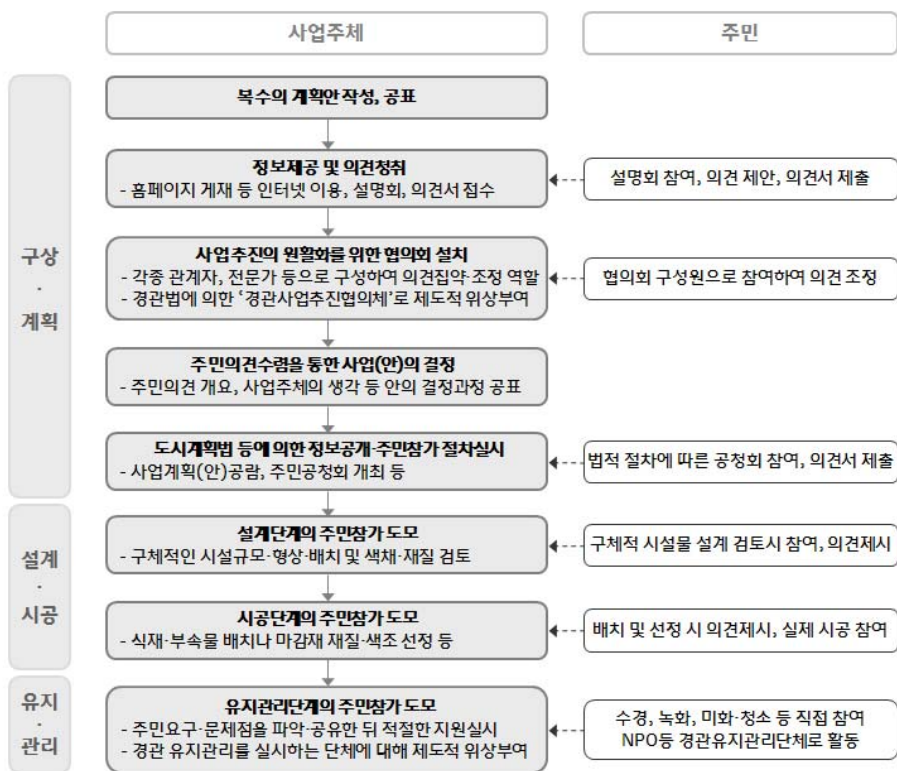 사업주체
주민
구상
·
계획
복수의 계획안 작성, 공표
정보제공 및 의견청취
- 홈페이지 게재 등 인터넷 이용, 설명회, 의견서 접수
설명회 참여, 의견 제안, 의견서 제출
사업 추진의 원활화를 위한 협의회 설치
- 각종 관계자, 전문가 등으로 구성하여 의견집약·조정 역할
- 경관법에 의한 ‘경관사업추진협의체’로 제도적 위상부여
협의회 구성원으로 참여하여 의견 조정
주민의견수렴을 통한 사업(안)의 결정
- 주민의견 개요, 사업주체의 생각 등 안의 결정과정 공표
도시계획법 등에 의한 정보공개·주민참가 절차실시
- 사업계획(안)공람, 주민공청회 개최 등
법적 절차에 따른 공청회 참여, 의견서 제출
설계
·
시공
설계단계의 주민참가 도모
- 구체적인 시설규모·형상·배치 및 색채·재질 검토
구체적 시설물 설계 검토시 참여, 의견제시
시공단계의 주민참가 도모
- 식재·부속물 배치나 마감재 재질·색조 선정 등
배치 및 선정 시 의견제시, 실제 시공 참여
유지
·
관리
유지관리단계의 주민참가 도모
- 주민요구·문제점을 파악·공유한 뒤 적절한 지원실시
- 경관 유지관리를 실시하는 단체에 대해 제도적 위상부여
수경, 녹화, 미화·청소 등 직접 참여
NPO등 경관유지관리단체로 활동